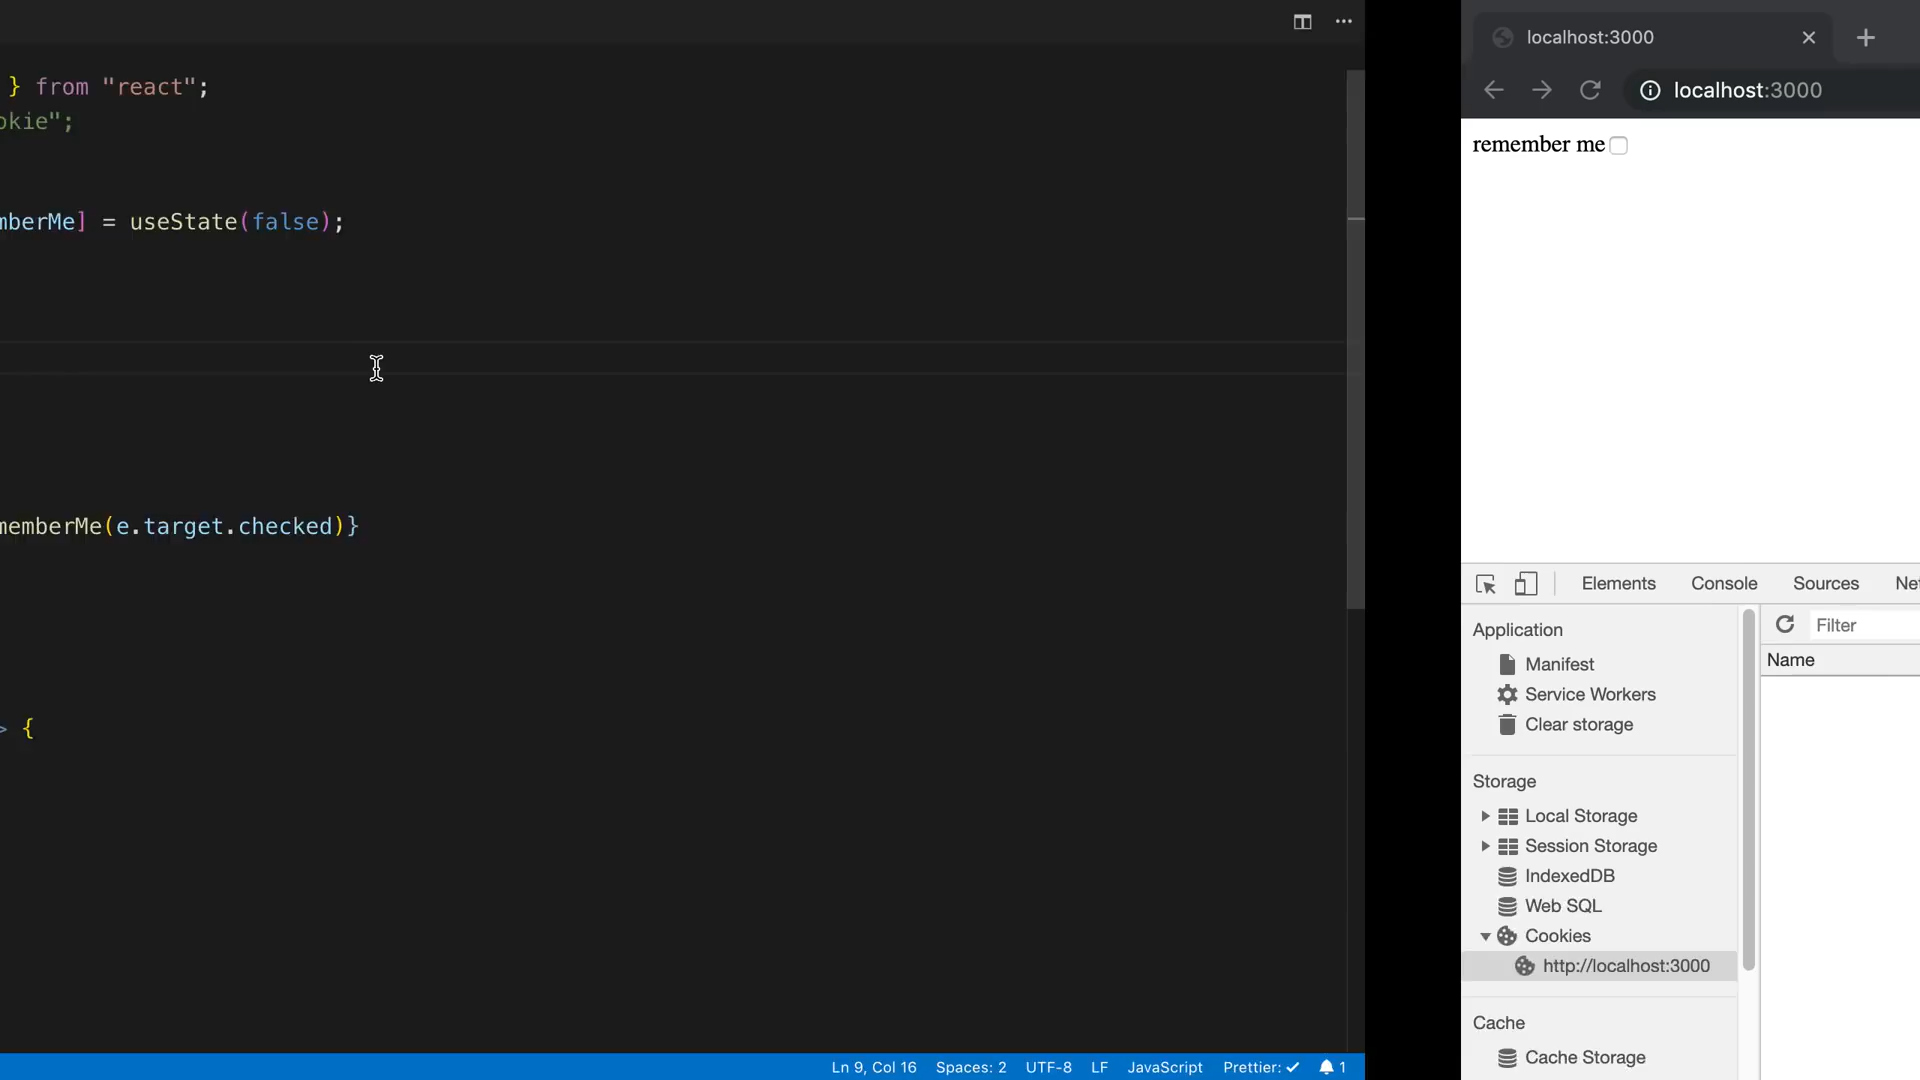 } from "react";
okie";
mberMe] = useState(false);
memberMe(e.target.checked)}
> {
Ln 9, Col 16 Spaces: 2 UTF-8 LF JavaScript Prettier: ✓ 1
localhost:3000
localhost:3000
remember me
Elements Console Sources Net
Application
Manifest
Service Workers
Clear storage
Storage
Local Storage
Session Storage
IndexedDB
Web SQL
Cookies
http://localhost:3000
Cache
Cache Storage
Filter
Name